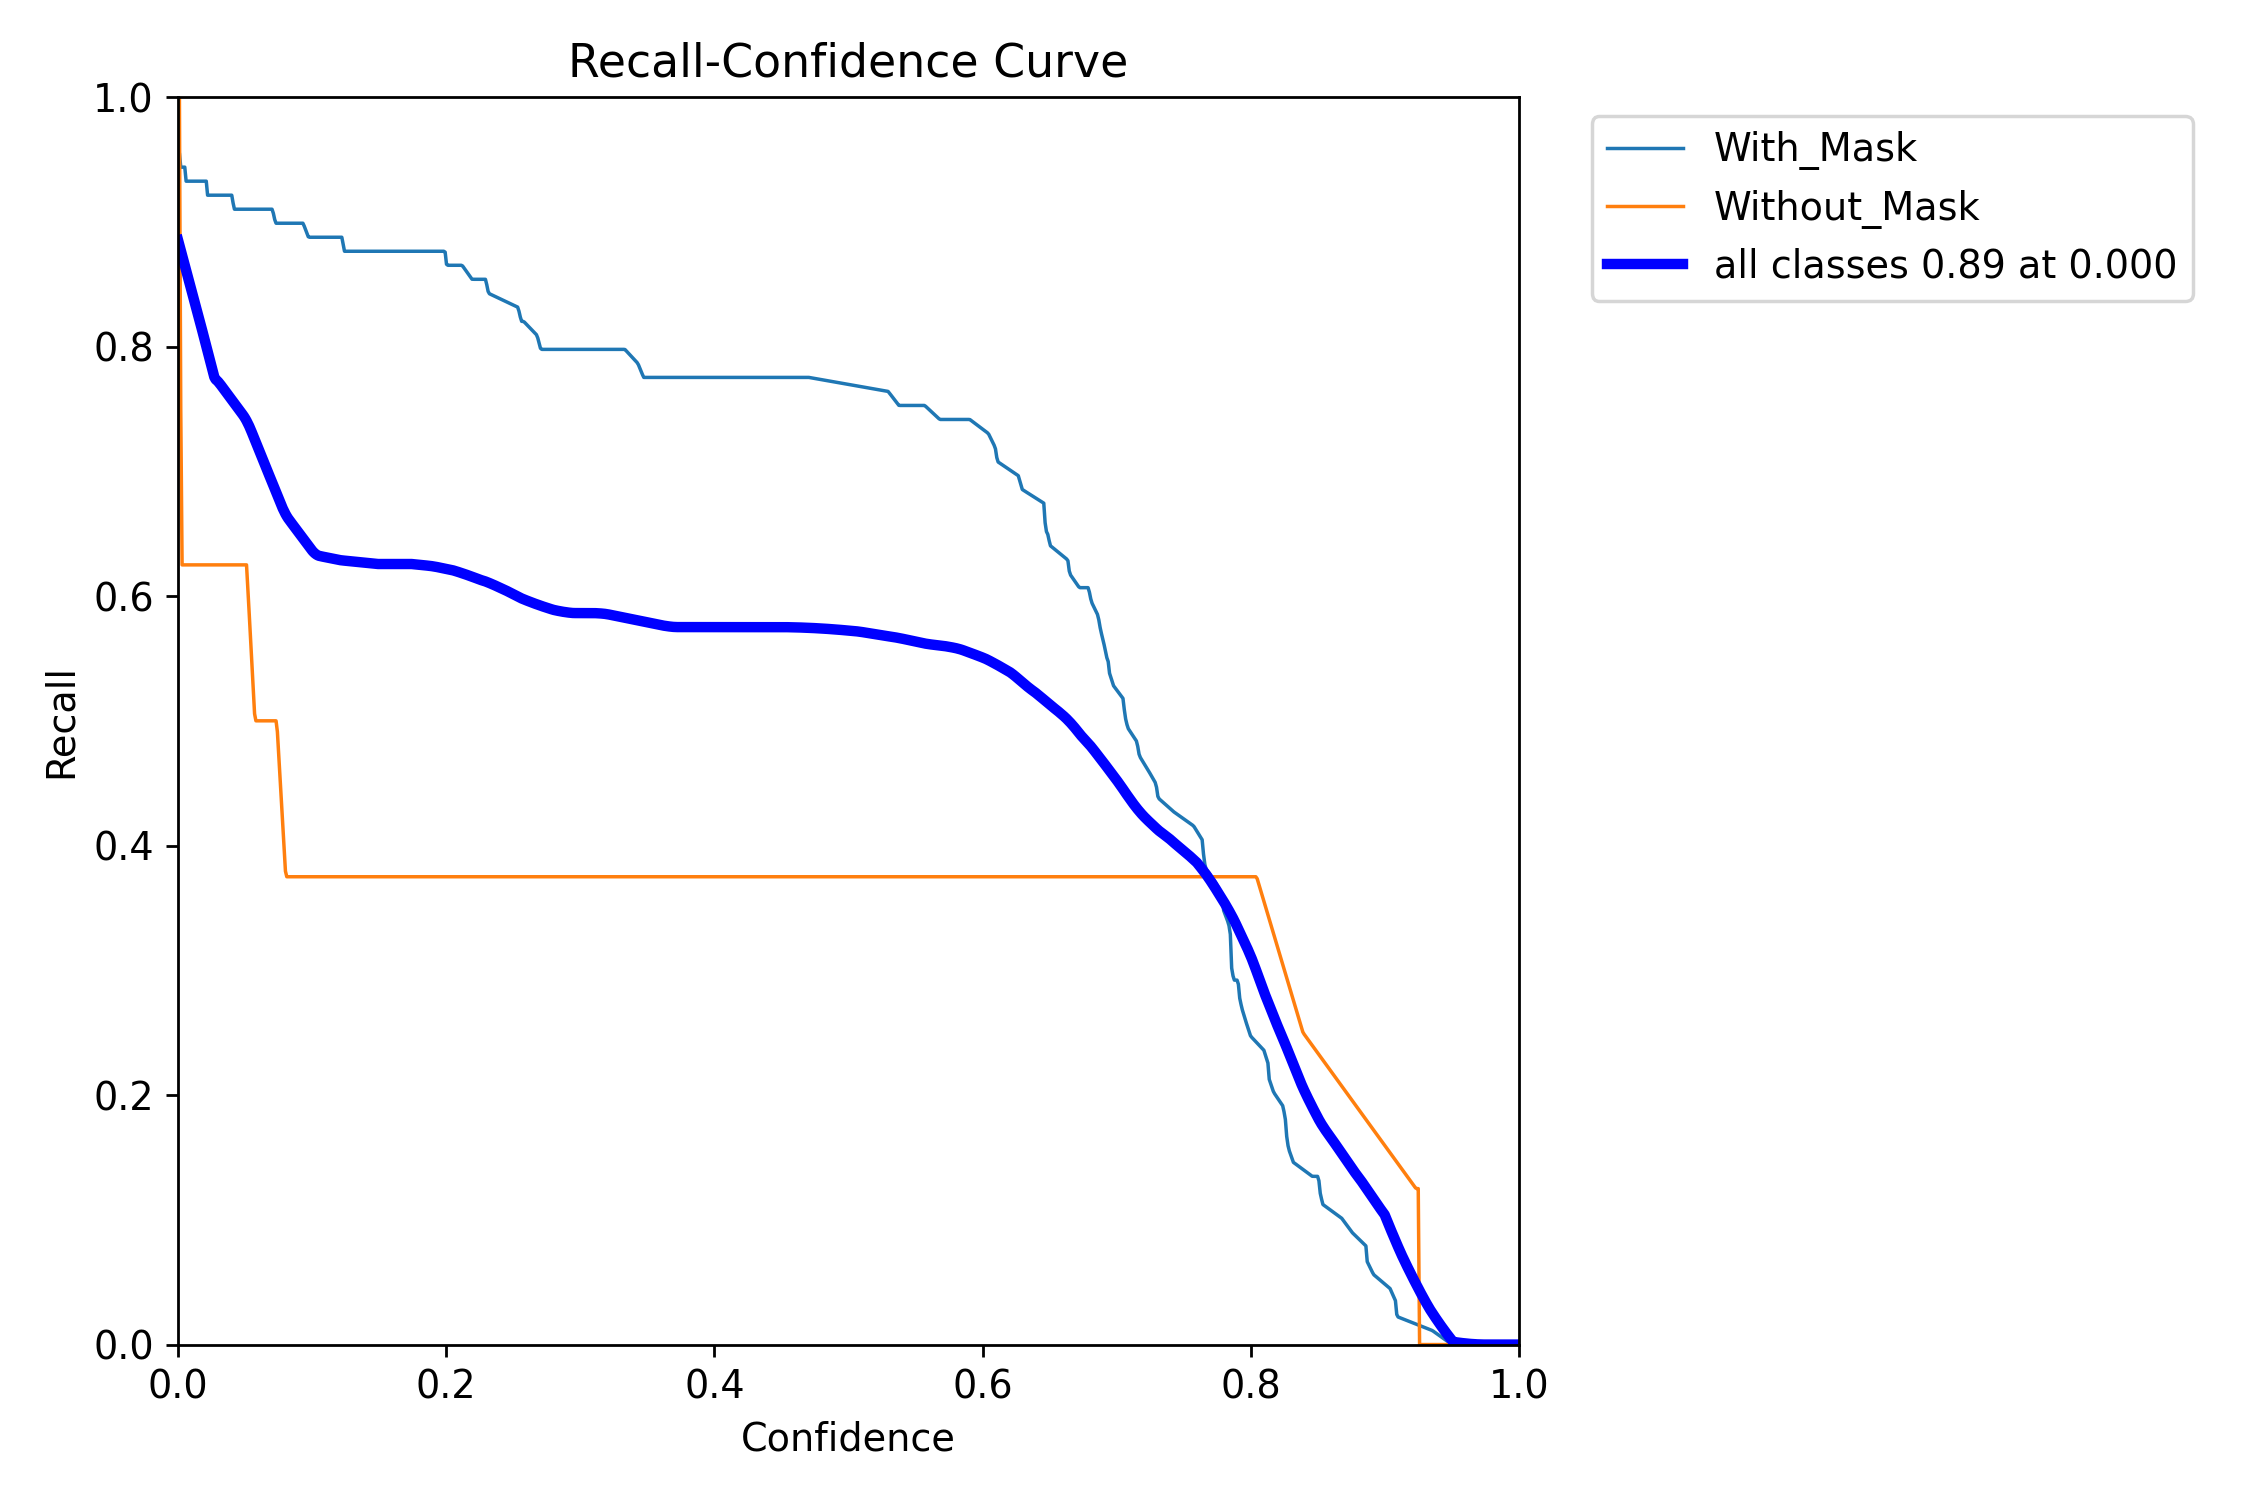 Recall-Confidence Curve
With_Mask
Without_Mask
all classes 0.89 at 0.000
1.0
0.8
0.6
0.4
0.2
0.0
Recall
0.0 0.2 0.4 0.6 0.8 1.0
Confidence